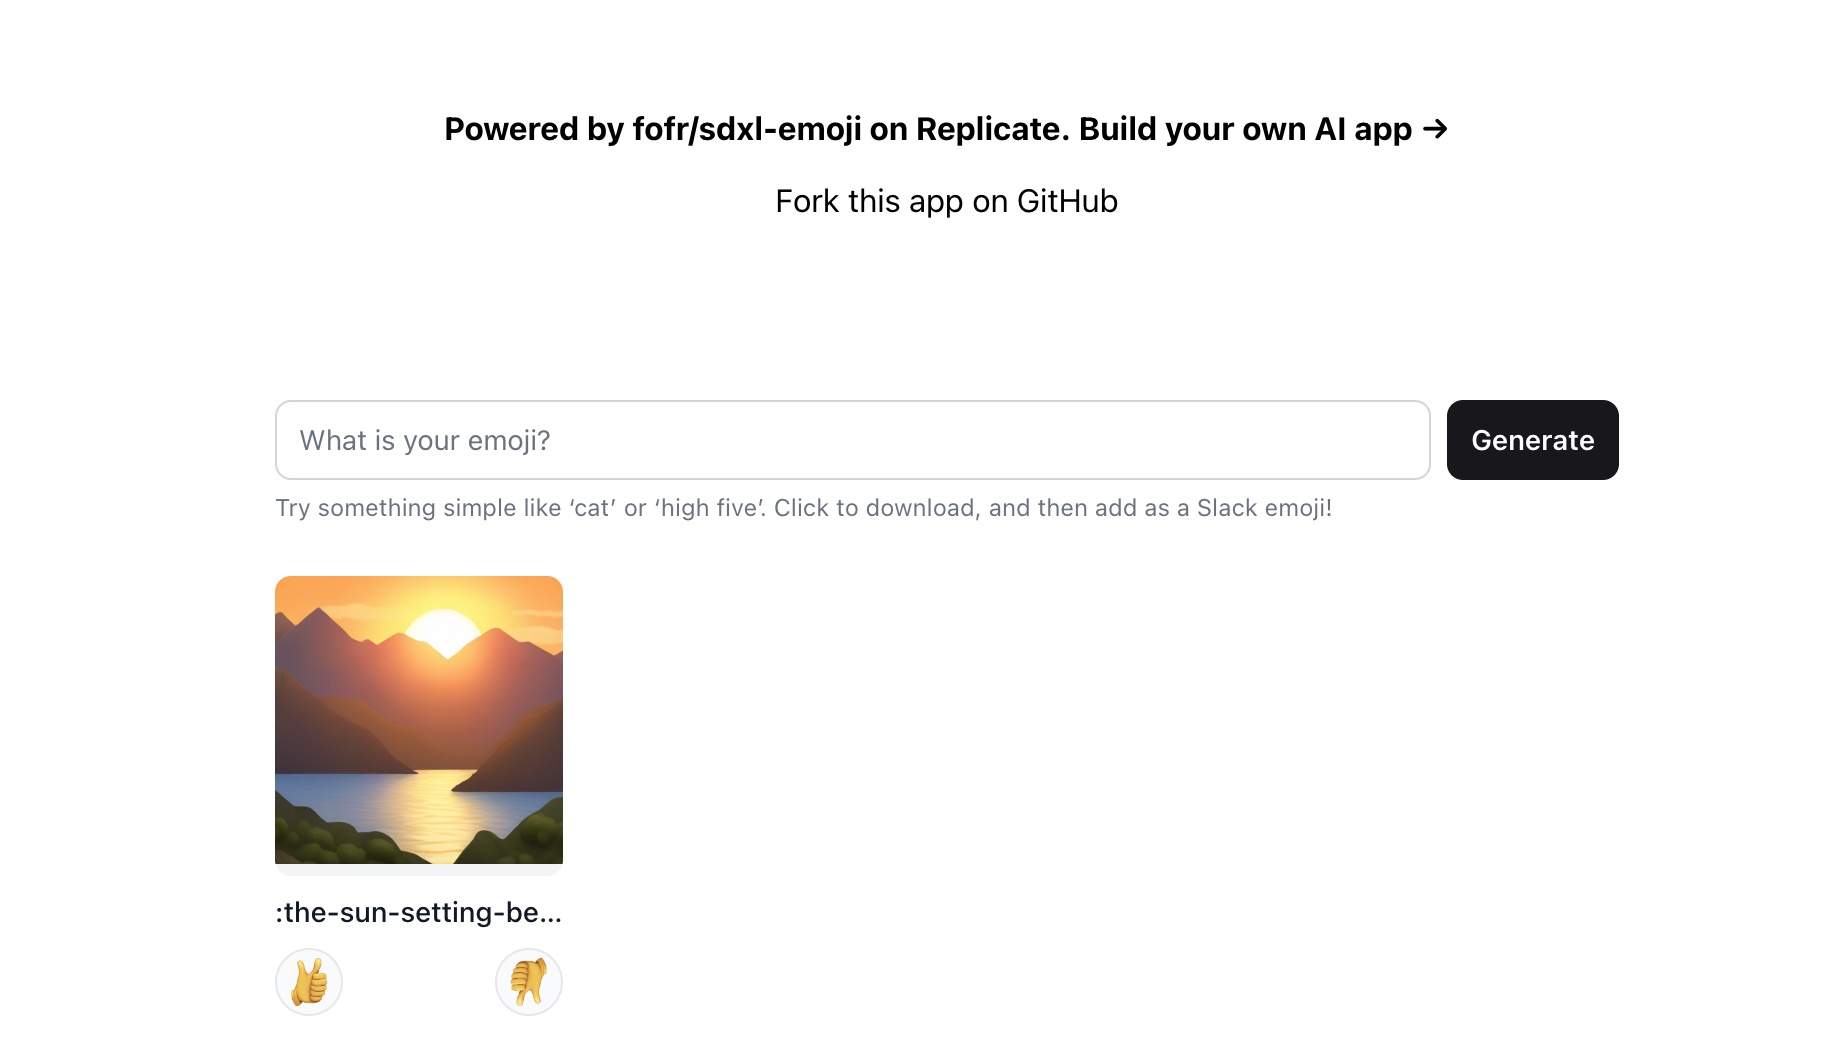 Powered by fofr/sdxl-emoji on Replicate. Build your own AI app →
Fork this app on GitHub
What is your emoji?
Generate
Try something simple like ‘cat’ or ‘high five’. Click to download, and then add as a Slack emoji!
:the-sun-setting-be...